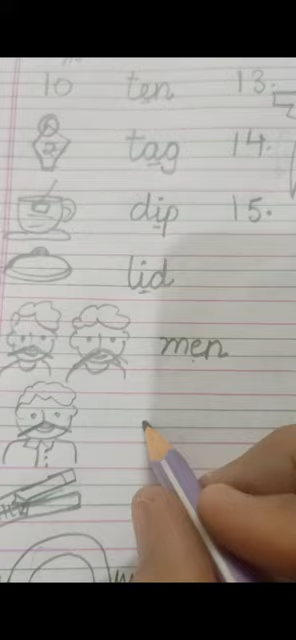 10 ten 13.
tag 14.
dip 15.
lid
men